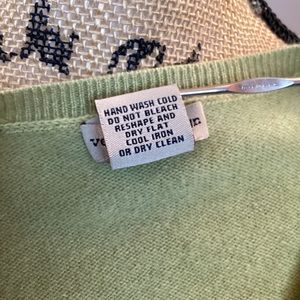 HAND WASH COLD
DO NOT BLEACH
RESHAPE AND
DRY FLAT
COOL IRON
OR DRY CLEAN